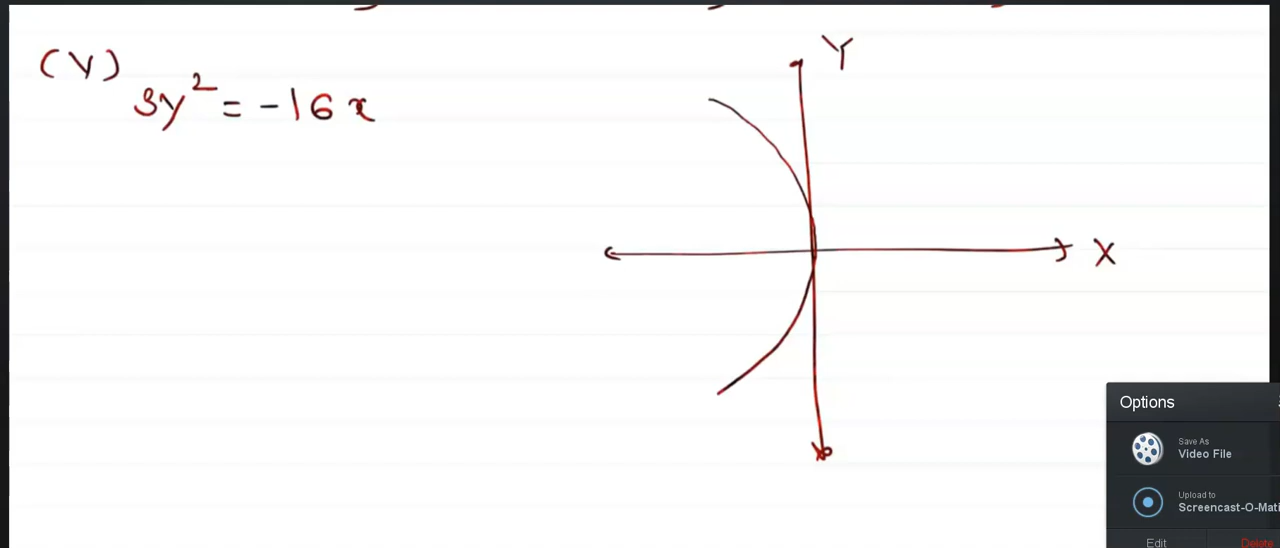 (V)
3y² = -16x
Y
X
Options
Save As
Video File
Upload to
Screencast-O-Mati
Edit
Delete